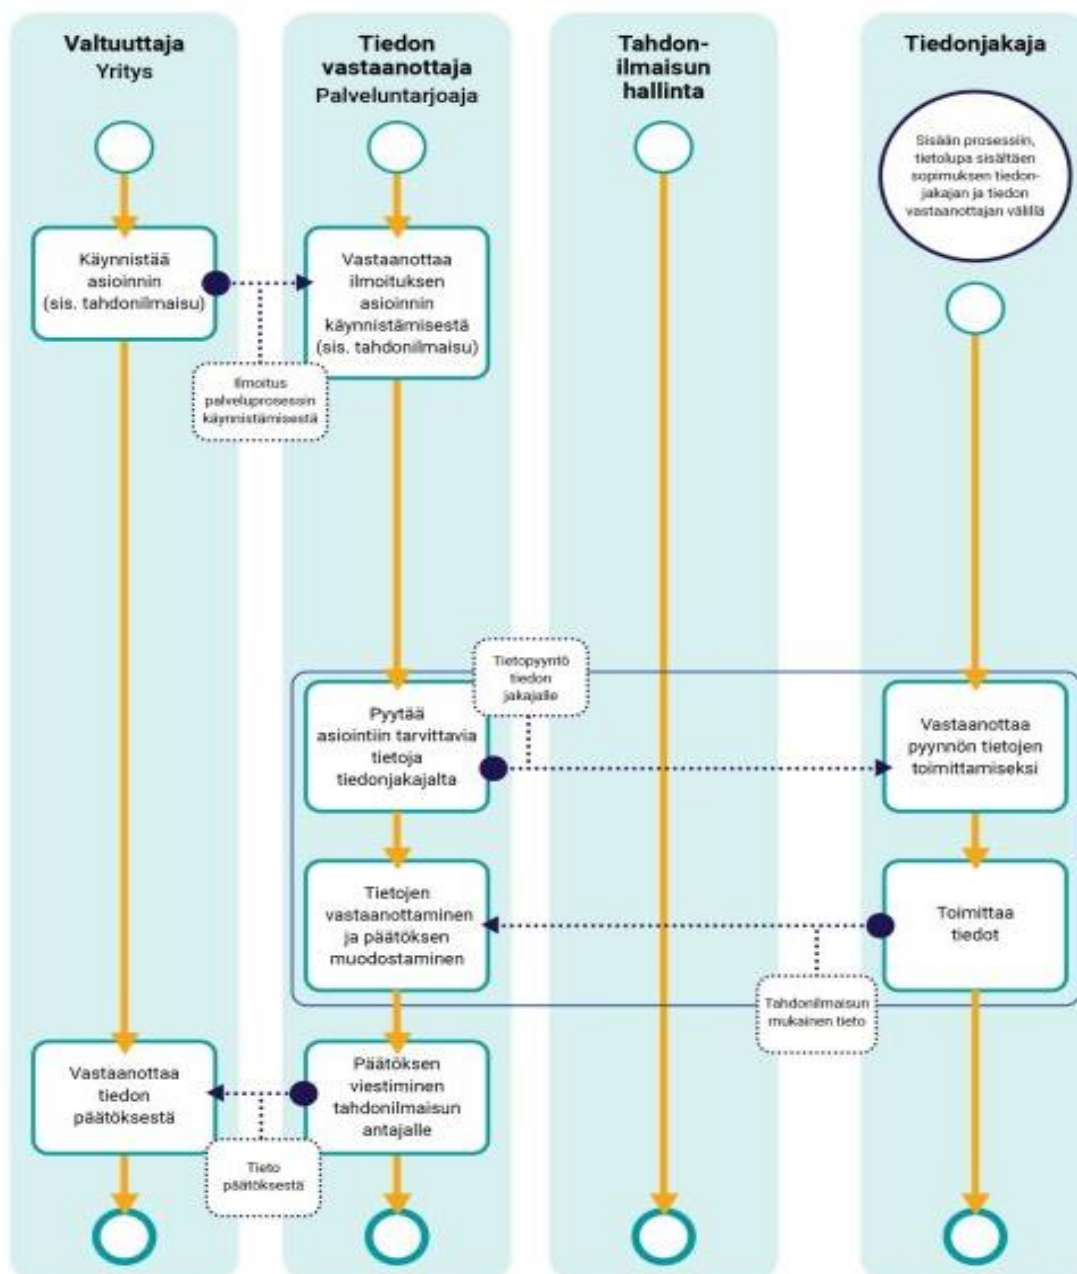 Valtuuttaja
Yritys
Tiedon
vastaanottaja
Palveluntarjoaja
Tahdon-
ilmaisun
hallinta
Tiedonjakaja
Sisään prosessiin,
tietolupa sisältäen
sopimuksen tiedon-
jakajan ja tiedon
vastaanottajan välillä
Käynnistää
asioinnin
(sis. tahdonilmaisu)
Vastaanottaa
ilmoituksen
asioinnin
käynnistämisestä
(sis. tahdonilmaisu)
Ilmoitus
palveluprosessin
käynnistämisestä
Tietopyyntö
tiedon
jakajalle
Pyytää
asiointiin tarvittavia
tietoja
tiedonjakajalta
Vastaanottaa
pyynnön tietojen
toimittamiseksi
Tietojen
vastaanottaminen
ja päätöksen
muodostaminen
Toimittaa
tiedot
Tahdonilmaisun
mukainen tieto
Vastaanottaa
tiedon
päätöksestä
Päätöksen
viestiminen
tahdonilmaisun
antajalle
Tieto
päätöksestä